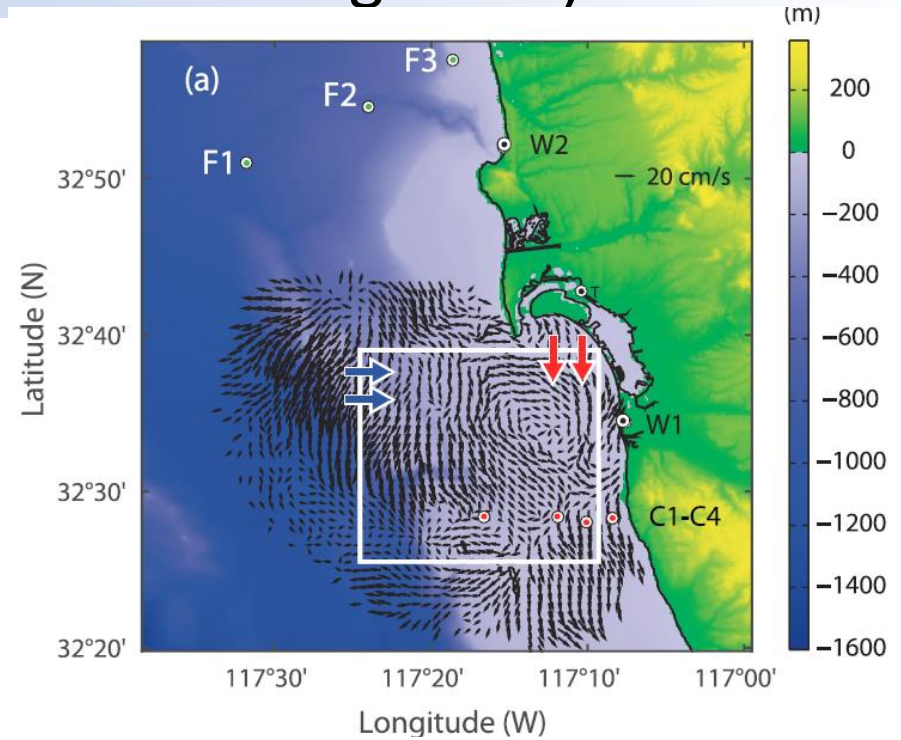 (m)
(a)
F3
F2
F1
W2
20 cm/s
T
W1
C1-C4
32°50'
32°40'
32°30'
32°20'
Latitude (N)
117°30'
117°20'
117°10'
117°00'
Longitude (W)
200
0
−200
−400
−600
−800
−1000
−1200
−1400
−1600